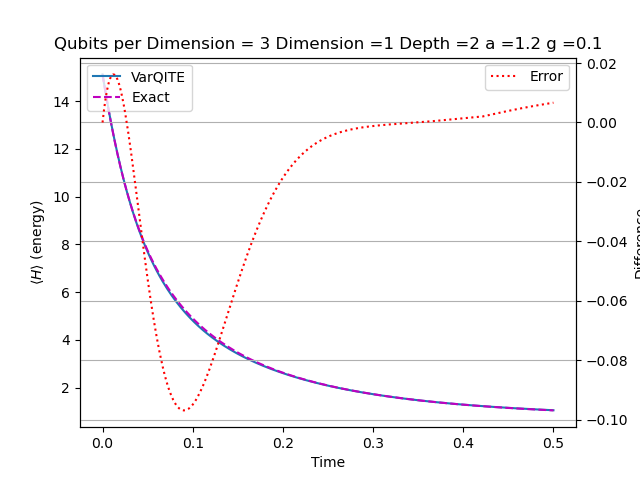 Qubits per Dimension = 3 Dimension =1 Depth =2 a =1.2 g =0.1
VarQITE
Exact
Error
14
12
10
8
6
4
2
⟨H⟩ (energy)
0.02
0.00
−0.02
−0.04
−0.06
−0.08
−0.10
Difference
0.0 0.1 0.2 0.3 0.4 0.5
Time